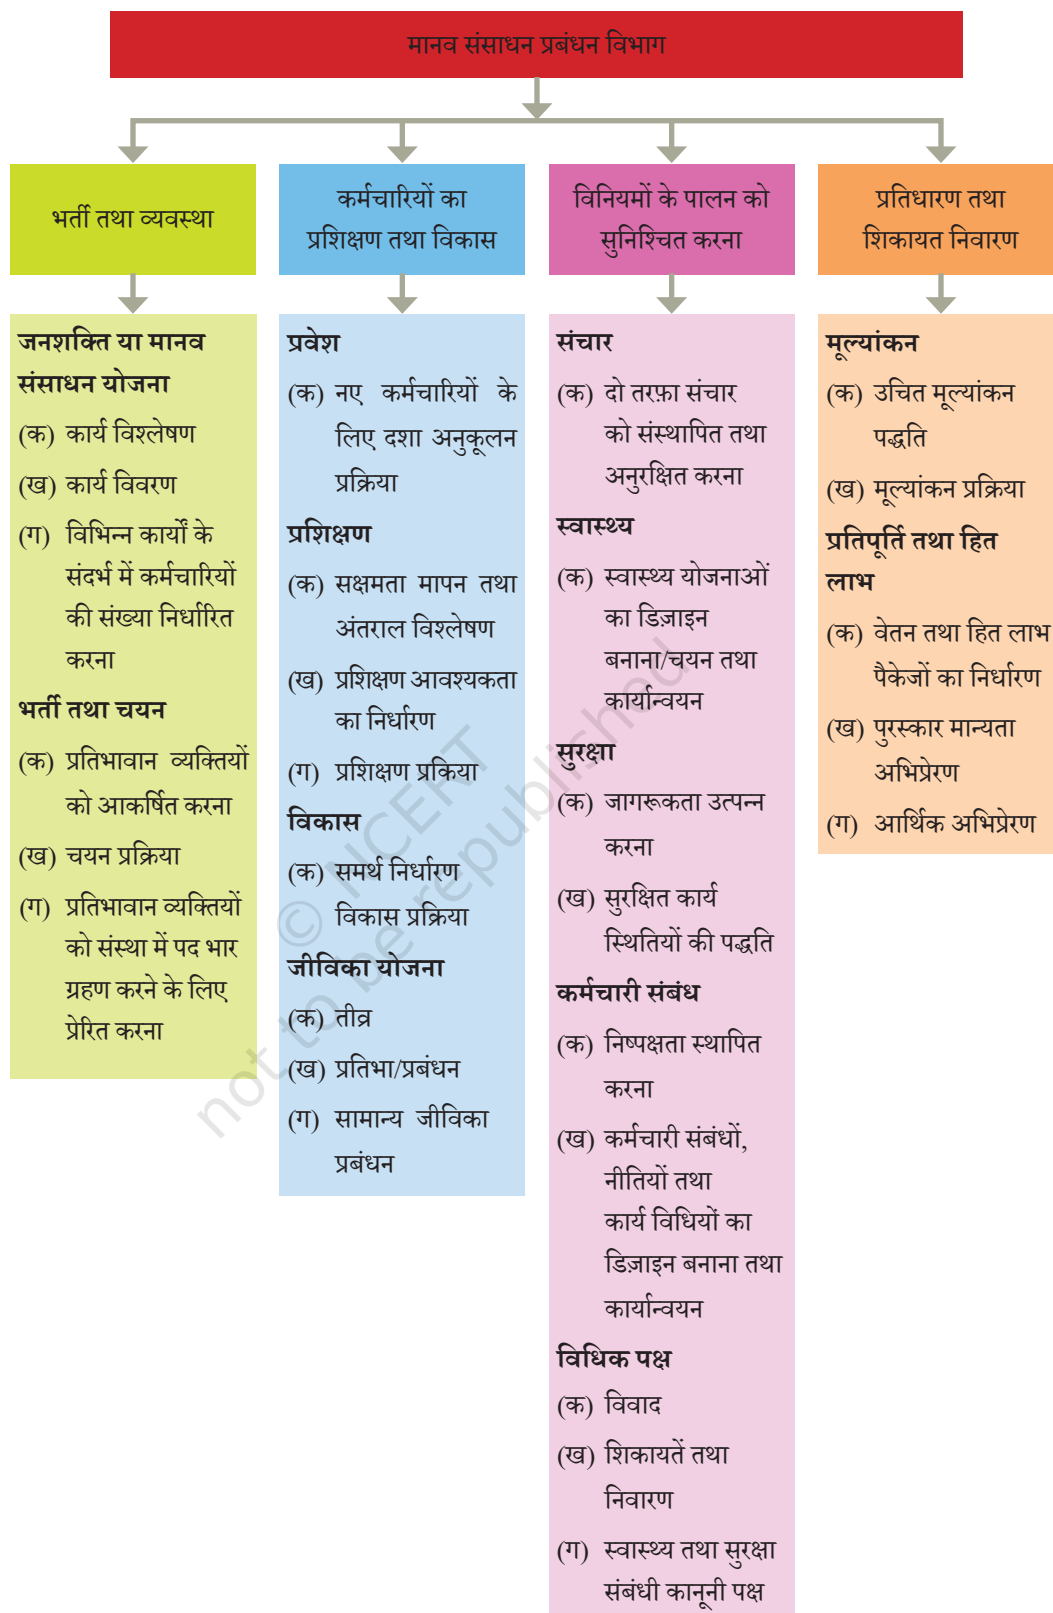 मानव संसाधन प्रबंधन विभाग
भर्ती तथा व्यवस्था
जनशक्ति या मानव
संसाधन योजना
(क) कार्य विश्लेषण
(ख) कार्य विवरण
(ग) विभिन्न कार्यों के
संदर्भ में कर्मचारियों
की संख्या निर्धारित
करना
भर्ती तथा चयन
(क) प्रतिभावान व्यक्तियों
को आकर्षित करना
(ख) चयन प्रक्रिया
(ग) प्रतिभावान व्यक्तियों
को संस्था में पद भार
ग्रहण करने के लिए
प्रेरित करना
कर्मचारियों का
प्रशिक्षण तथा विकास
प्रवेश
(क) नए कर्मचारियों के
लिए दशा अनुकूलन
प्रक्रिया
प्रशिक्षण
(क) सक्षमता मापन तथा
अंतराल विश्लेषण
(ख) प्रशिक्षण आवश्यकता
का निर्धारण
(ग) प्रशिक्षण प्रकिया
विकास
(क) समर्थ निर्धारण
विकास प्रक्रिया
जीविका योजना
(क) तीव्र
(ख) प्रतिभा/प्रबंधन
(ग) सामान्य जीविका
प्रबंधन
विनियमों के पालन को
सुनिश्चित करना
संचार
(क) दो तरफ़ा संचार
को संस्थापित तथा
अनुरक्षित करना
स्वास्थ्य
(क) स्वास्थ्य योजनाओं
का डिज़ाइन
बनाना/चयन तथा
कार्यान्वयन
सुरक्षा
(क) जागरूकता उत्पन्न
करना
(ख) सुरक्षित कार्य
स्थितियों की पद्धति
कर्मचारी संबंध
(क) निष्पक्षता स्थापित
करना
(ख) कर्मचारी संबंधों,
नीतियों तथा
कार्य विधियों का
डिज़ाइन बनाना तथा
कार्यान्वयन
विधिक पक्ष
(क) विवाद
(ख) शिकायतें तथा
निवारण
(ग) स्वास्थ्य तथा सुरक्षा
संबंधी कानूनी पक्ष
प्रतिधारण तथा
शिकायत निवारण
मूल्यांकन
(क) उचित मूल्यांकन
पद्धति
(ख) मूल्यांकन प्रक्रिया
प्रतिपूर्ति तथा हित
लाभ
(क) वेतन तथा हित लाभ
पैकेजों का निर्धारण
(ख) पुरस्कार मान्यता
अभिप्रेरण
(ग) आर्थिक अभिप्रेरण
© NCERT
not to be republished